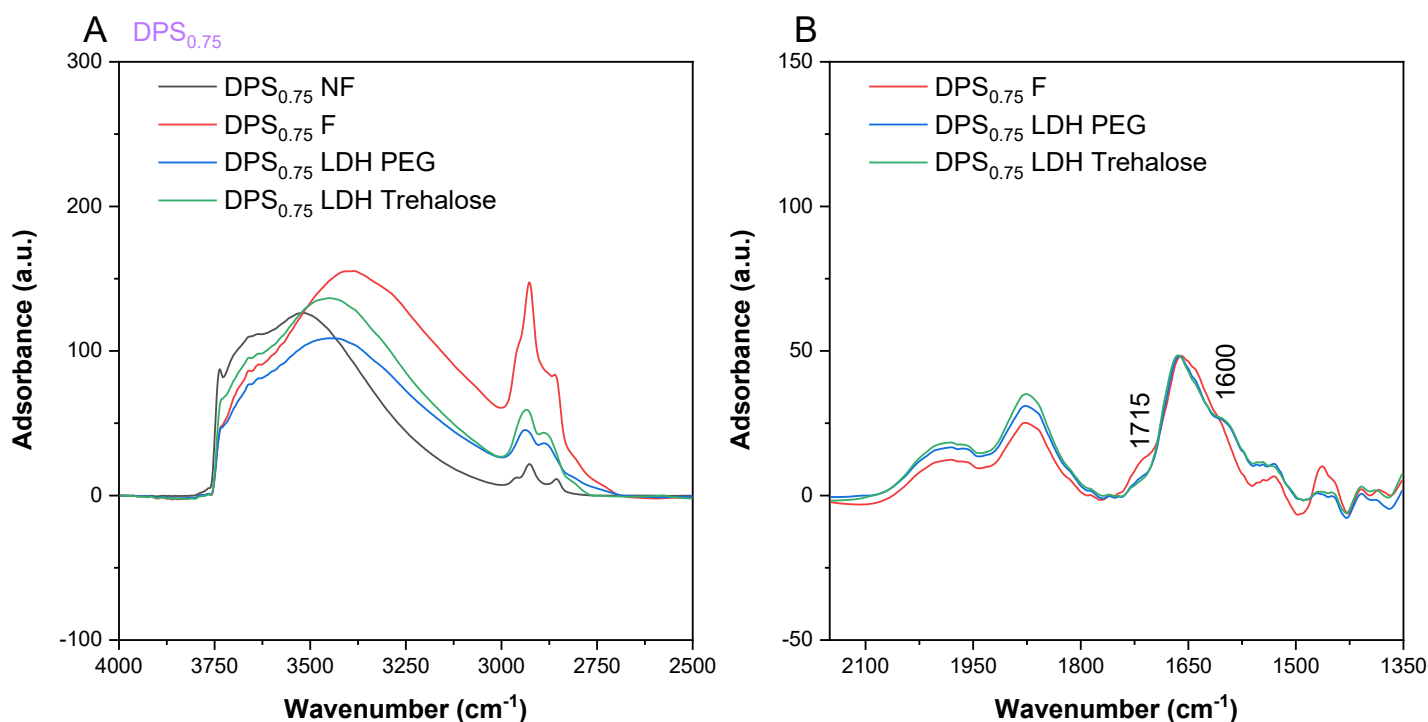 A DPS0.75
300
200
100
0
-100
4000 3750 3500 3250 3000 2750 2500
Adsorbance (a.u.)
Wavenumber (cm-1)
DPS0.75 NF
DPS0.75 F
DPS0.75 LDH PEG
DPS0.75 LDH Trehalose
B
150
100
50
0
-50
2100 1950 1800 1650 1500 1350
Adsorbance (a.u.)
Wavenumber (cm-1)
DPS0.75 F
DPS0.75 LDH PEG
DPS0.75 LDH Trehalose
1715
1600